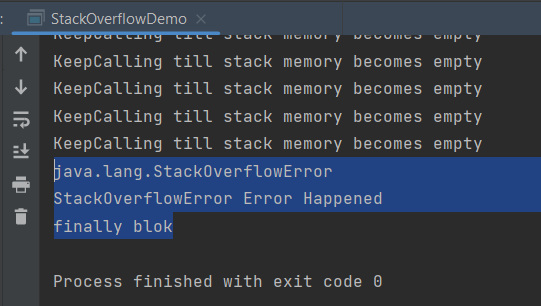 StackOverflowDemo
KeepCalling till stack memory becomes empty
KeepCalling till stack memory becomes empty
KeepCalling till stack memory becomes empty
KeepCalling till stack memory becomes empty
KeepCalling till stack memory becomes empty
java.lang.StackOverflowError
StackOverflowError Error Happened
finally blok
Process finished with exit code 0